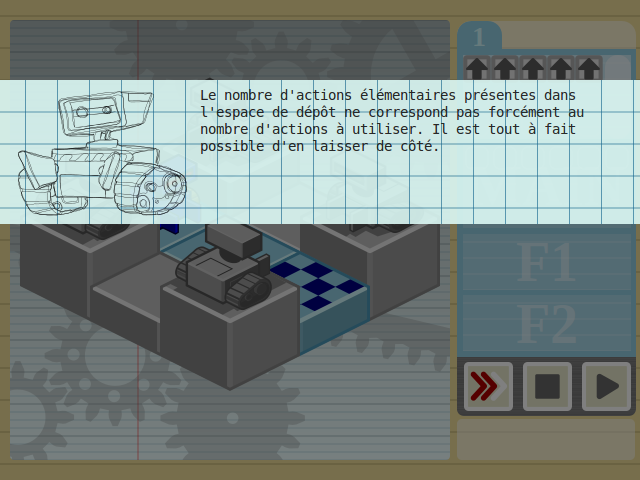 1
Le nombre d'actions élémentaires présentes dans
l'espace de dépôt ne correspond pas forcément au
nombre d'actions à utiliser. Il est tout à fait
possible d'en laisser de côté.
F1
F2